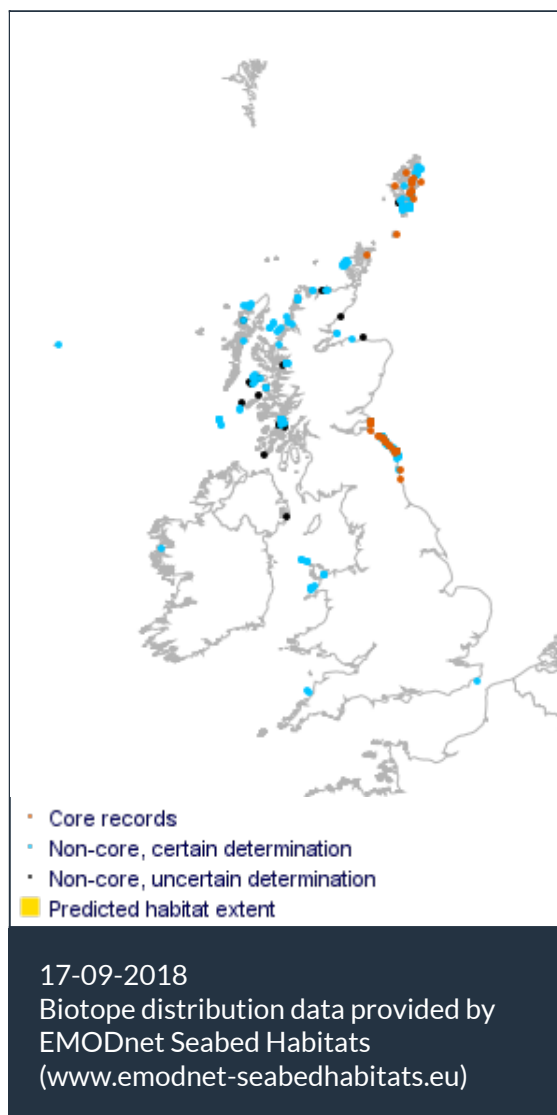 Core records
Non-core, certain determination
Non-core, uncertain determination
Predicted habitat extent
17-09-2018
Biotope distribution data provided by
EMODnet Seabed Habitats
(www.emodnet-seabedhabitats.eu)